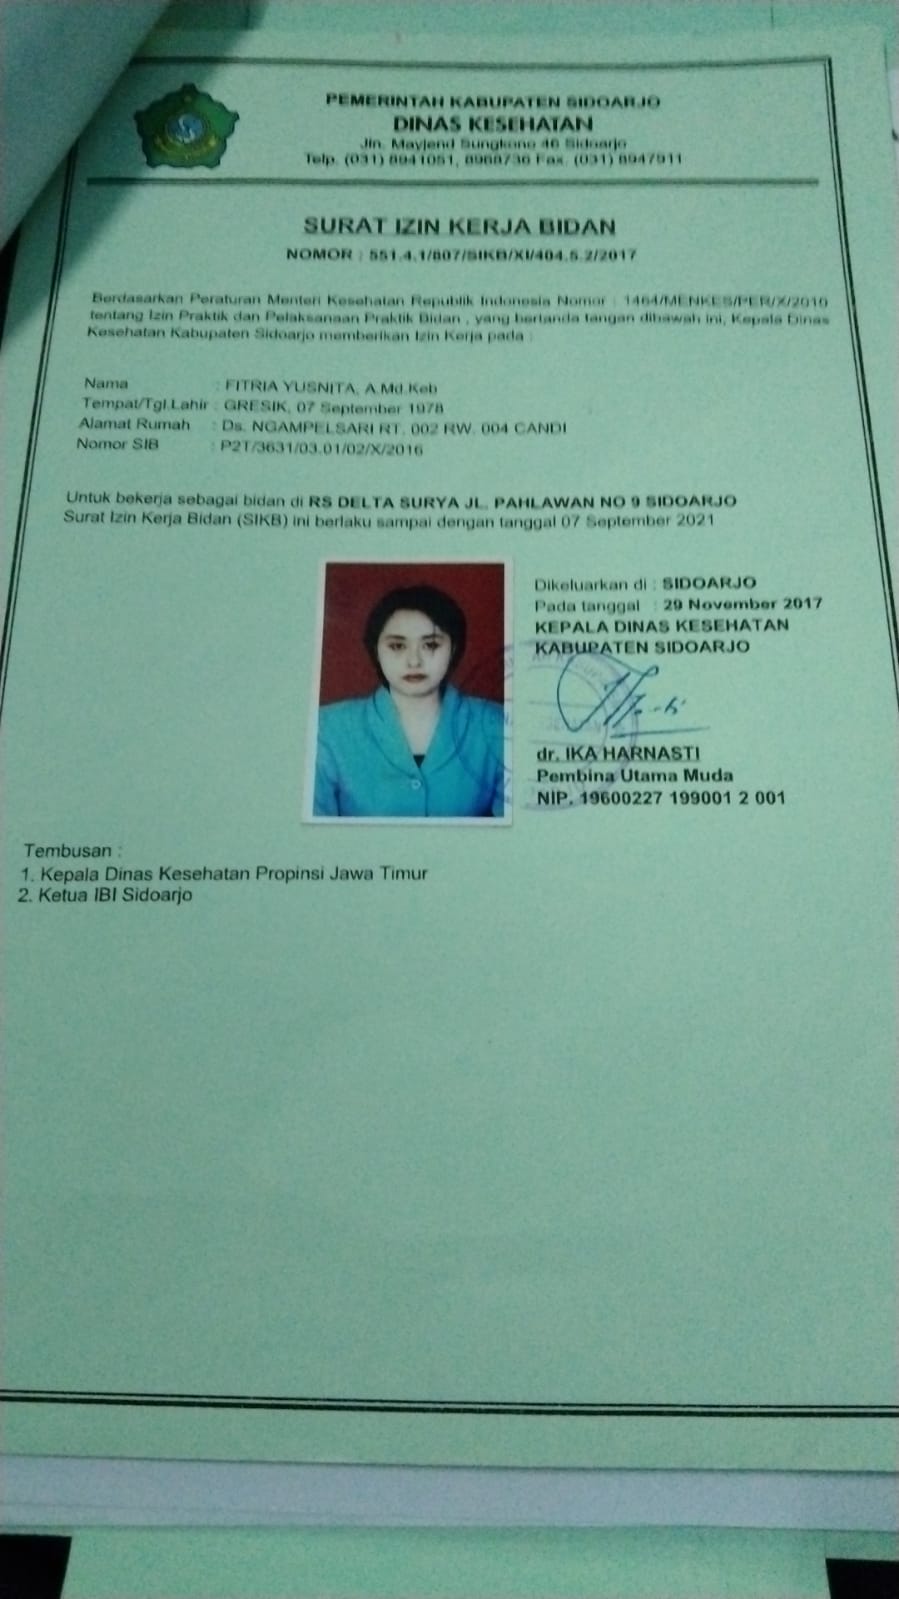 PEMERINTAH KABUPATEN SIDOARJO
DINAS KESEHATAN
Jln. Mayjend Sungkono 46 Sidoarjo
Telp. (031) 8941051, 8968736 Fax. (031) 8947911
SURAT IZIN KERJA BIDAN
NOMOR : 551.4.1/807/SIKB/XI/404.5.2/2017
Berdasarkan Peraturan Menteri Kesehatan Republik Indonesia Nomor : 1464/MENKES/PER/X/2010
tentang Izin Praktik dan Pelaksanaan Praktik Bidan , yang bertanda tangan dibawah ini, Kepala Dinas
Kesehatan Kabupaten Sidoarjo memberikan Izin Kerja pada :
Nama : FITRIA YUSNITA, A.Md.Keb
Tempat/Tgl.Lahir : GRESIK, 07 September 1978
Alamat Rumah : Ds. NGAMPELSARI RT. 002 RW. 004 CANDI
Nomor SIB : P2T/3631/03.01/02/X/2016
Untuk bekerja sebagai bidan di RS DELTA SURYA JL. PAHLAWAN NO 9 SIDOARJO
Surat Izin Kerja Bidan (SIKB) ini berlaku sampai dengan tanggal 07 September 2021
Dikeluarkan di : SIDOARJO
Pada tanggal : 29 November 2017
KEPALA DINAS KESEHATAN
KABUPATEN SIDOARJO
dr. IKA HARNASTI
Pembina Utama Muda
NIP. 19600227 199001 2 001
Tembusan :
1. Kepala Dinas Kesehatan Propinsi Jawa Timur
2. Ketua IBI Sidoarjo